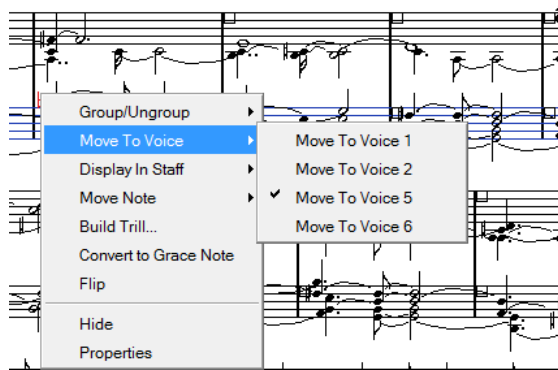 Group/Ungroup
Move To Voice
Display In Staff
Move Note
Build Trill...
Convert to Grace Note
Flip
Hide
Properties
Move To Voice 1
Move To Voice 2
Move To Voice 5
Move To Voice 6